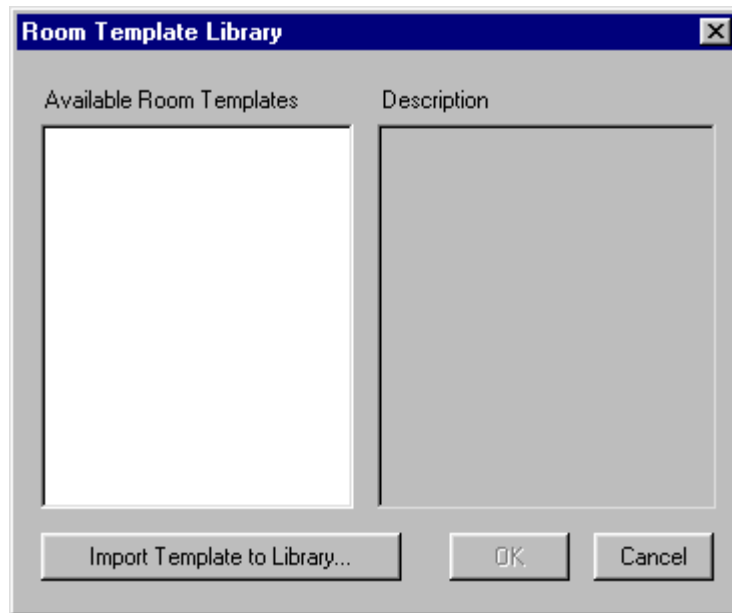 Room Template Library
Available Room Templates
Description
Import Template to Library...
OK
Cancel